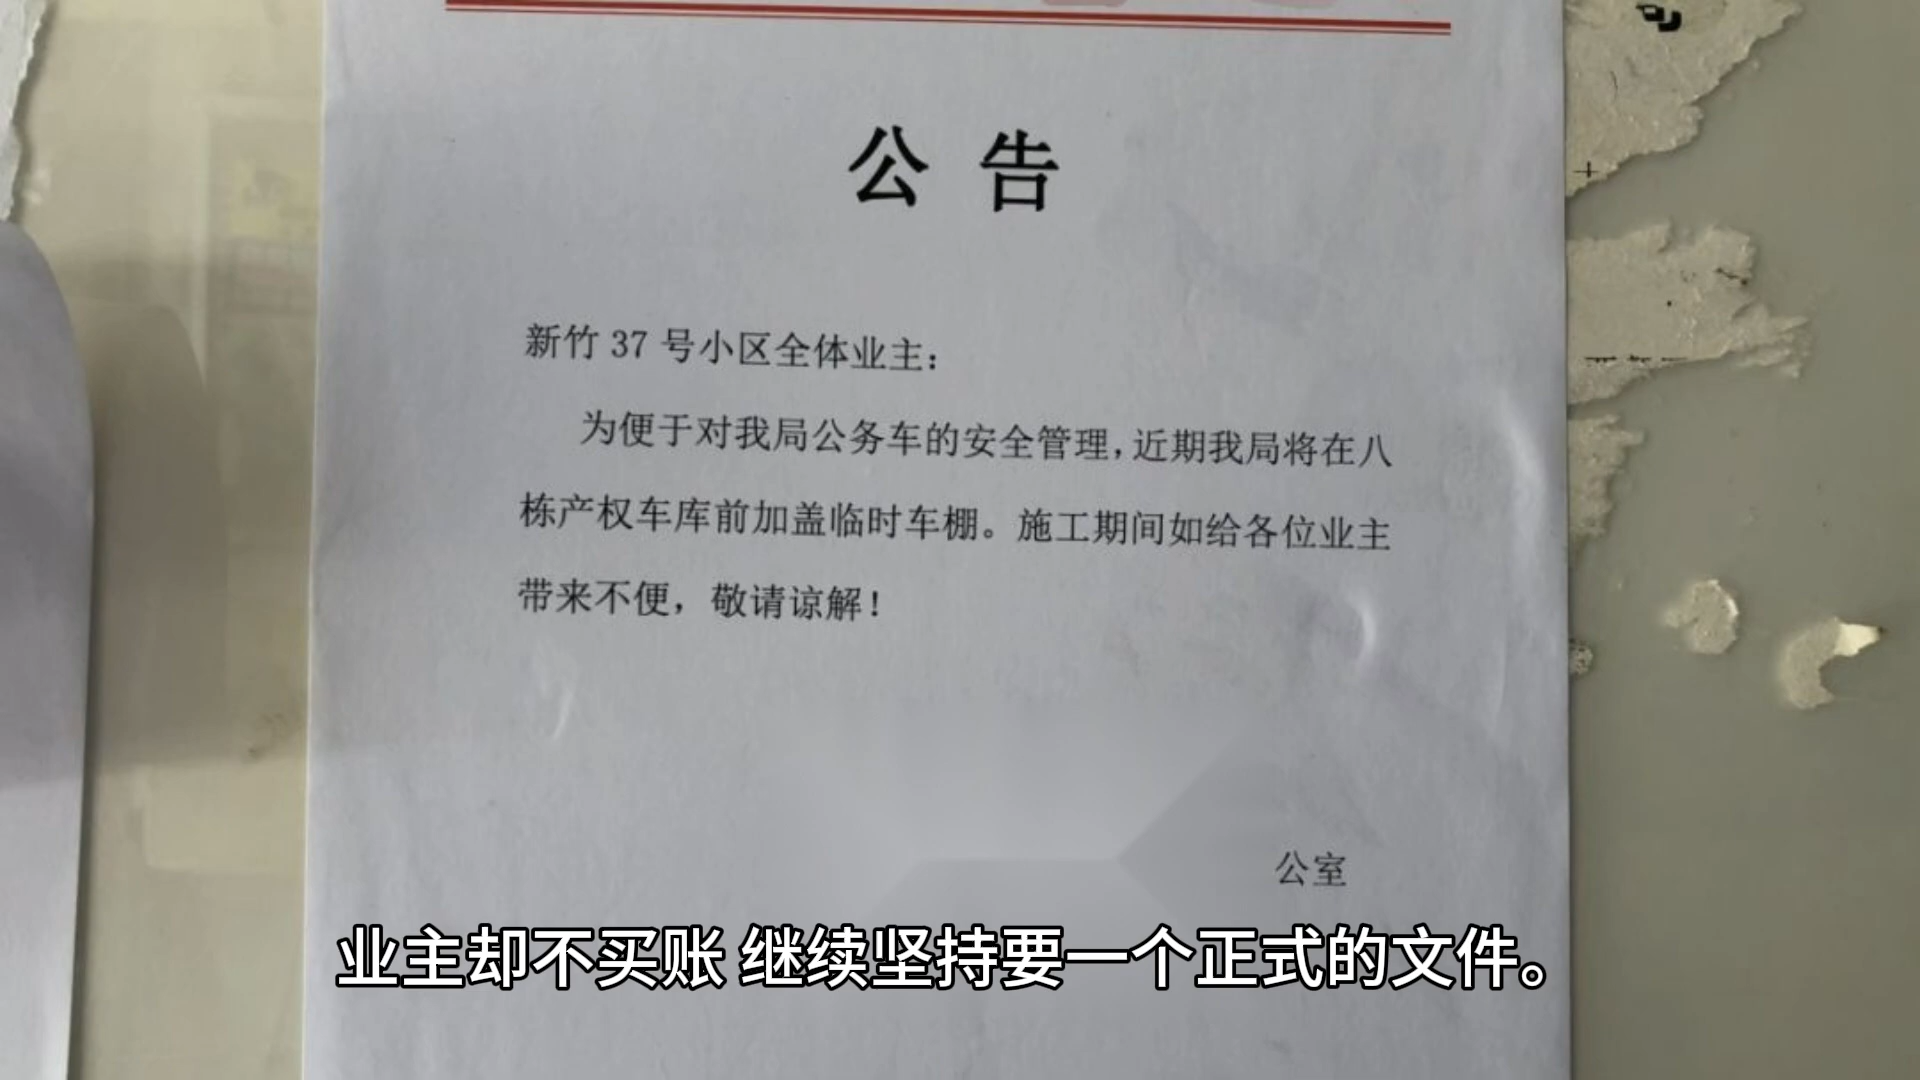 公告
新竹37号小区全体业主：
为便于对我局公务车的安全管理，近期我局将在八
栋产权车库前加盖临时车棚。施工期间如给各位业主
带来不便，敬请谅解！
公室
业主却不买账 继续坚持要一个正式的文件。